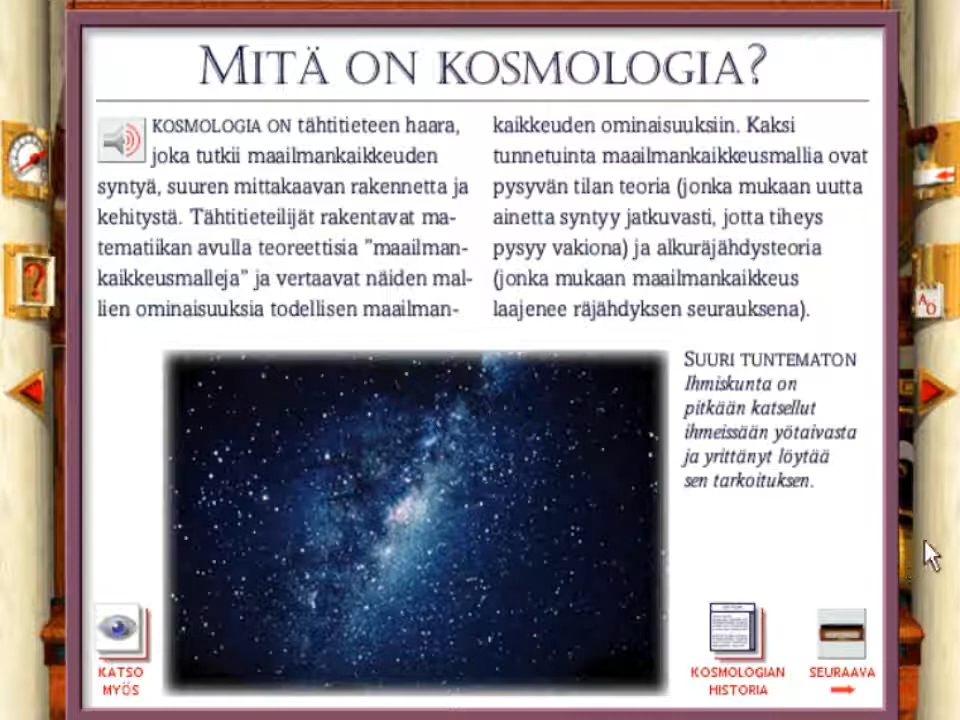 MITÄ ON KOSMOLOGIA?
KOSMOLOGIA ON tähtitieteen haara,
joka tutkii maailmankaikkeuden
syntyä, suuren mittakaavan rakennetta ja
kehitystä. Tähtitieteilijät rakentavat ma-
tematiikan avulla teoreettisia ”maailman-
kaikkeusmalleja” ja vertaavat näiden mal-
lien ominaisuuksia todellisen maailman-
kaikkeuden ominaisuuksiin. Kaksi
tunnetuinta maailmankaikkeusmallia ovat
pysyvän tilan teoria (jonka mukaan uutta
ainetta syntyy jatkuvasti, jotta tiheys
pysyy vakiona) ja alkuräjähdysteoria
(jonka mukaan maailmankaikkeus
laajenee räjähdyksen seurauksena).
SUURI TUNTEMATON
Ihmiskunta on
pitkään katsellut
ihmeissään yötaivasta
ja yrittänyt löytää
sen tarkoituksen.
KATSO
MYÖS
KOSMOLOGIAN
HISTORIA
SEURAAVA
?